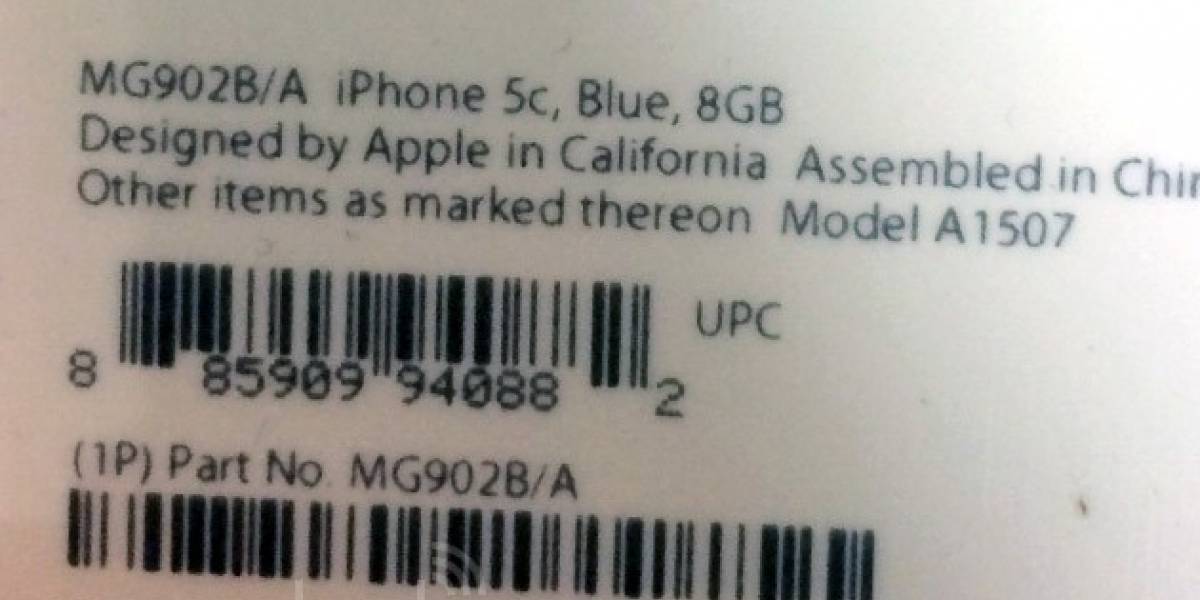 MG902B/A iPhone 5c, Blue, 8GB
Designed by Apple in California Assembled in Chin
Other items as marked thereon Model A1507
UPC
8 85909 94088 2
(1P) Part No. MG902B/A